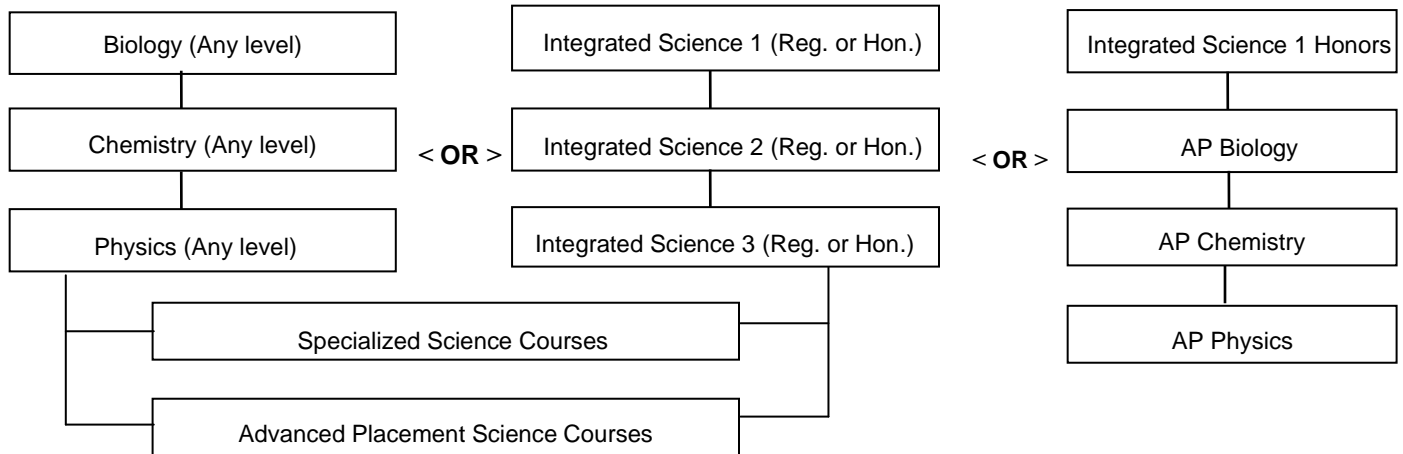 Biology (Any level)
Chemistry (Any level)
Physics (Any level)
< OR >
Integrated Science 1 (Reg. or Hon.)
Integrated Science 2 (Reg. or Hon.)
Integrated Science 3 (Reg. or Hon.)
< OR >
Integrated Science 1 Honors
AP Biology
AP Chemistry
AP Physics
Specialized Science Courses
Advanced Placement Science Courses